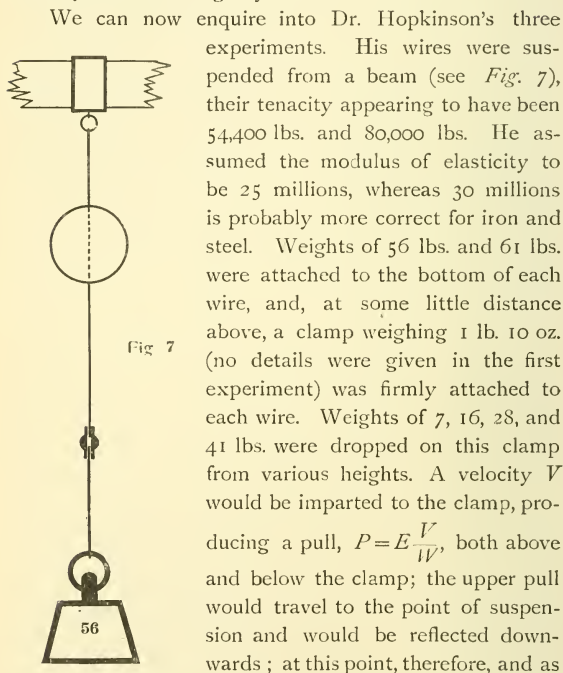 We can now enquire into Dr. Hopkinson's three
experiments. His wires were sus-
pended from a beam (see Fig. 7),
their tenacity appearing to have been
54,400 lbs. and 80,000 lbs. He as-
sumed the modulus of elasticity to
be 25 millions, whereas 30 millions
is probably more correct for iron and
steel. Weights of 56 lbs. and 61 lbs.
were attached to the bottom of each
wire, and, at some little distance
above, a clamp weighing 1 lb. 10 oz.
(no details were given in the first
experiment) was firmly attached to
each wire. Weights of 7, 16, 28, and
41 lbs. were dropped on this clamp
from various heights. A velocity V
would be imparted to the clamp, pro-
ducing a pull, P=E V/W, both above
and below the clamp; the upper pull
would travel to the point of suspen-
sion and would be reflected down-
wards; at this point, therefore, and as
Fig 7
56